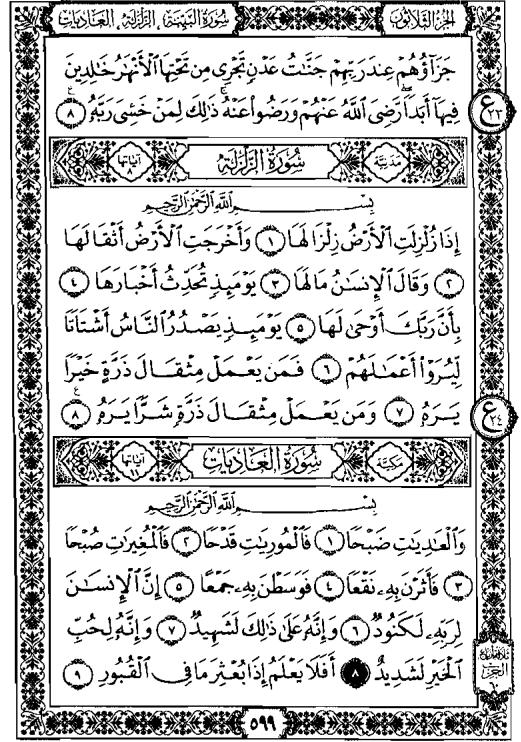 الجزء الثلاثون
سورة البينة، الزلزلة، العاديات
جَزَآؤُهُمْ عِندَ رَبِّهِمْ جَنَّٰتُ عَدْنٍ تَجْرِى مِن تَحْتِهَا ٱلْأَنْهَٰرُ خَٰلِدِينَ
فِيهَآ أَبَدًا رَّضِىَ ٱللَّهُ عَنْهُمْ وَرَضُوا۟ عَنْهُ ذَٰلِكَ لِمَنْ خَشِىَ رَبَّهُۥ ٨
ع ٢٣
مدنية سُورَةُ الزَّلْزَلَةِ آياتها ٨
بِسْمِ ٱللَّهِ ٱلرَّحْمَٰنِ ٱلرَّحِيمِ
إِذَا زُلْزِلَتِ ٱلْأَرْضُ زِلْزَالَهَا ١ وَأَخْرَجَتِ ٱلْأَرْضُ أَثْقَالَهَا
٢ وَقَالَ ٱلْإِنسَٰنُ مَا لَهَا ٣ يَوْمَئِذٍ تُحَدِّثُ أَخْبَارَهَا ٤
بِأَنَّ رَبَّكَ أَوْحَىٰ لَهَا ٥ يَوْمَئِذٍ يَصْدُرُ ٱلنَّاسُ أَشْتَاتًا
لِّيُرَوْا۟ أَعْمَٰلَهُمْ ٦ فَمَن يَعْمَلْ مِثْقَالَ ذَرَّةٍ خَيْرًا
يَرَهُۥ ٧ وَمَن يَعْمَلْ مِثْقَالَ ذَرَّةٍ شَرًّا يَرَهُۥ ٨
ع ٢٤
مكية سُورَةُ الْعَادِيَاتِ آياتها ١١
بِسْمِ ٱللَّهِ ٱلرَّحْمَٰنِ ٱلرَّحِيمِ
وَٱلْعَٰدِيَٰتِ ضَبْحًا ١ فَٱلْمُورِيَٰتِ قَدْحًا ٢ فَٱلْمُغِيرَٰتِ صُبْحًا
٣ فَأَثَرْنَ بِهِۦ نَقْعًا ٤ فَوَسَطْنَ بِهِۦ جَمْعًا ٥ إِنَّ ٱلْإِنسَٰنَ
لِرَبِّهِۦ لَكَنُودٌ ٦ وَإِنَّهُۥ عَلَىٰ ذَٰلِكَ لَشَهِيدٌ ٧ وَإِنَّهُۥ لِحُبِّ
ٱلْخَيْرِ لَشَدِيدٌ ٨ أَفَلَا يَعْلَمُ إِذَا بُعْثِرَ مَا فِى ٱلْقُبُورِ ٩
٥٩٩